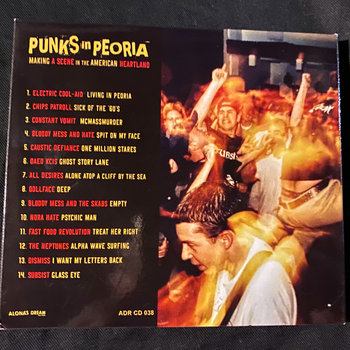 PUNKS in PEORIA
MAKING A SCENE IN THE AMERICAN HEARTLAND
1. ELECTRIC COOL-AID LIVING IN PEORIA
2. CHIPS PATROLL SICK OF THE '80'S
3. CONSTANT VOMIT MCMASSMURDER
4. BLOODY MESS AND HATE SPIT ON MY FACE
5. CAUSTIC DEFIANCE ONE MILLION STARES
6. DAED KCIS GHOST STORY LANE
7. ALL DESIRES ALONE ATOP A CLIFF BY THE SEA
8. DOLLFACE DEEP
9. BLOODY MESS AND THE SKABS EMPTY
10. NORA HATE PSYCHIC MAN
11. FAST FOOD REVOLUTION TREAT HER RIGHT
12. THE NEPTUNES ALPHA WAVE SURFING
13. DISMISS I WANT MY LETTERS BACK
14. SUBSIST GLASS EYE
ALONA'S DREAM
ADR CD 038